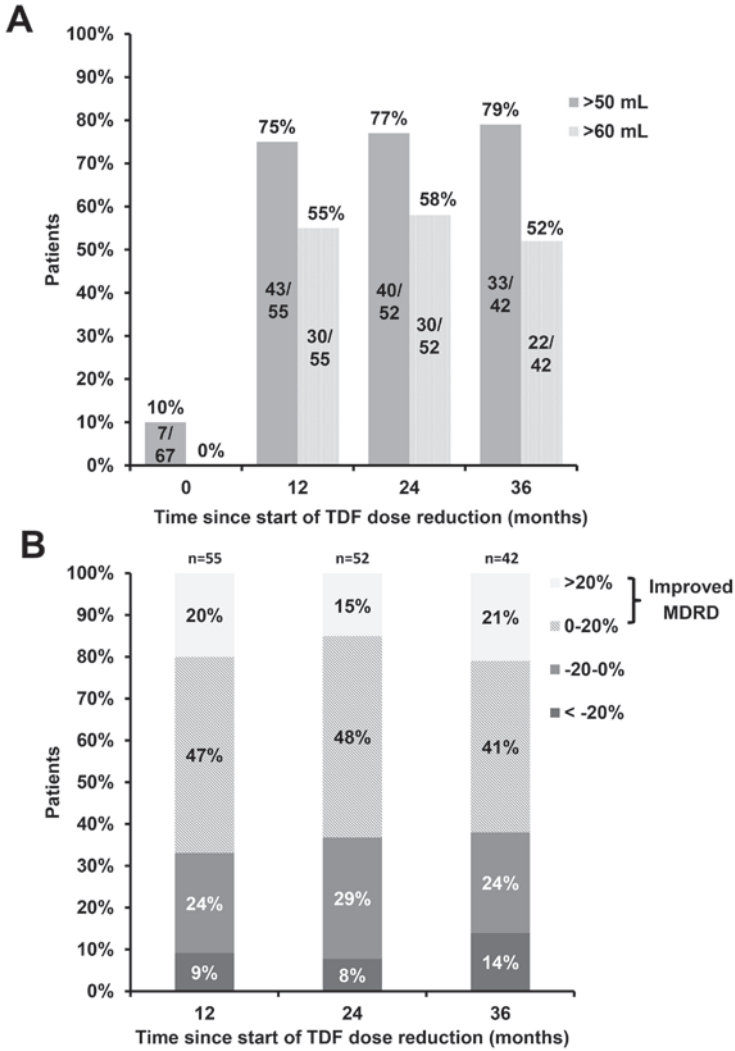 A
100%
90%
80%
70%
60%
50%
40%
30%
20%
10%
0%
Patients
10%
7/
67
0%
75%
43/
55
55%
30/
55
77%
40/
52
58%
30/
52
79%
33/
42
52%
22/
42
>50 mL
>60 mL
0 12 24 36
Time since start of TDF dose reduction (months)
B
n=55 n=52 n=42
100%
90%
80%
70%
60%
50%
40%
30%
20%
10%
0%
Patients
20% 15% 21%
47% 48% 41%
24% 29% 24%
9% 8% 14%
>20%
0-20%
-20-0%
< -20%
Improved
MDRD
12 24 36
Time since start of TDF dose reduction (months)